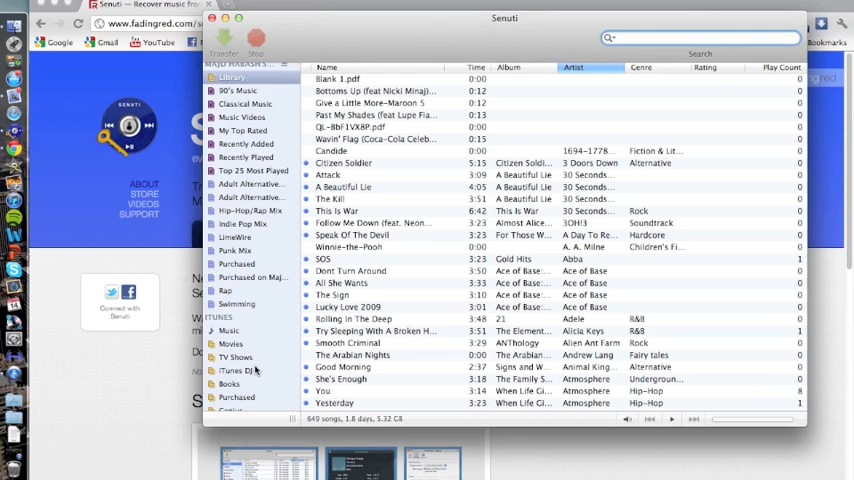 Senuti — Recover music from
www.fadingred.com/se
Google Gmail YouTube
Bookmarks
SENUTI
ABOUT
STORE
VIDEOS
SUPPORT
Connect with
Senuti
Senuti
Transfer Stop Search
MAJD HABASH'S
Library
90's Music
Classical Music
Music Videos
My Top Rated
Recently Added
Recently Played
Top 25 Most Played
Adult Alternative...
Adult Alternative...
Hip-Hop/Rap Mix
Indie Pop Mix
LimeWire
Punk Mix
Purchased
Purchased on Maj...
Rap
Swimming
ITUNES
Music
Movies
TV Shows
iTunes DJ
Books
Purchased
Genius
Name Time Album Artist Genre Rating Play Count
Blank 1.pdf 0:00 0
Bottoms Up (feat Nicki Minaj)... 0:12 0
Give a Little More-Maroon 5 0:12 0
Past My Shades (feat Lupe Fia... 0:13 0
QL-BbF1VX8P.pdf 0:00 0
Wavin' Flag (Coca-Cola Celeb... 0:15 0
Candide 0:00 1694-1778... Fiction & Lit... 0
Citizen Soldier 5:15 Citizen Soldi... 3 Doors Down Alternative 0
Attack 3:09 A Beautiful Lie 30 Seconds... 0
A Beautiful Lie 4:05 A Beautiful Lie 30 Seconds... 0
The Kill 3:51 A Beautiful Lie 30 Seconds... 0
This Is War 6:42 This Is War 30 Seconds... Rock 0
Follow Me Down (feat. Neon... 3:23 Almost Alice... 3OH!3 Soundtrack 0
Speak Of The Devil 3:32 For Those W... A Day To Re... Hardcore 0
Winnie-the-Pooh 0:00 A. A. Milne Children's Fi... 0
SOS 3:23 Gold Hits Abba 1
Dont Turn Around 3:50 Ace of Base:... Ace of Base 0
All She Wants 3:33 Ace of Base:... Ace of Base 0
The Sign 3:10 Ace of Base:... Ace of Base 0
Lucky Love 2009 3:07 Ace of Base:... Ace of Base 0
Rolling In The Deep 3:49 21 Adele 0
Try Sleeping With A Broken H... 3:51 The Element... Alicia Keys R&B 1
Smooth Criminal 3:29 ANThology Alien Ant Farm Rock 0
The Arabian Nights 0:00 The Arabian... Andrew Lang Fairy tales 0
Good Morning 2:37 Signs and W... Animal King... Alternative 0
She's Enough 3:18 The Family S... Atmosphere Undergroun... 0
You 3:14 When Life Gi... Atmosphere Hip-Hop 8
Yesterday 3:23 When Life Gi... Atmosphere Hip-Hop 1
649 songs, 1.8 days, 5.32 GB